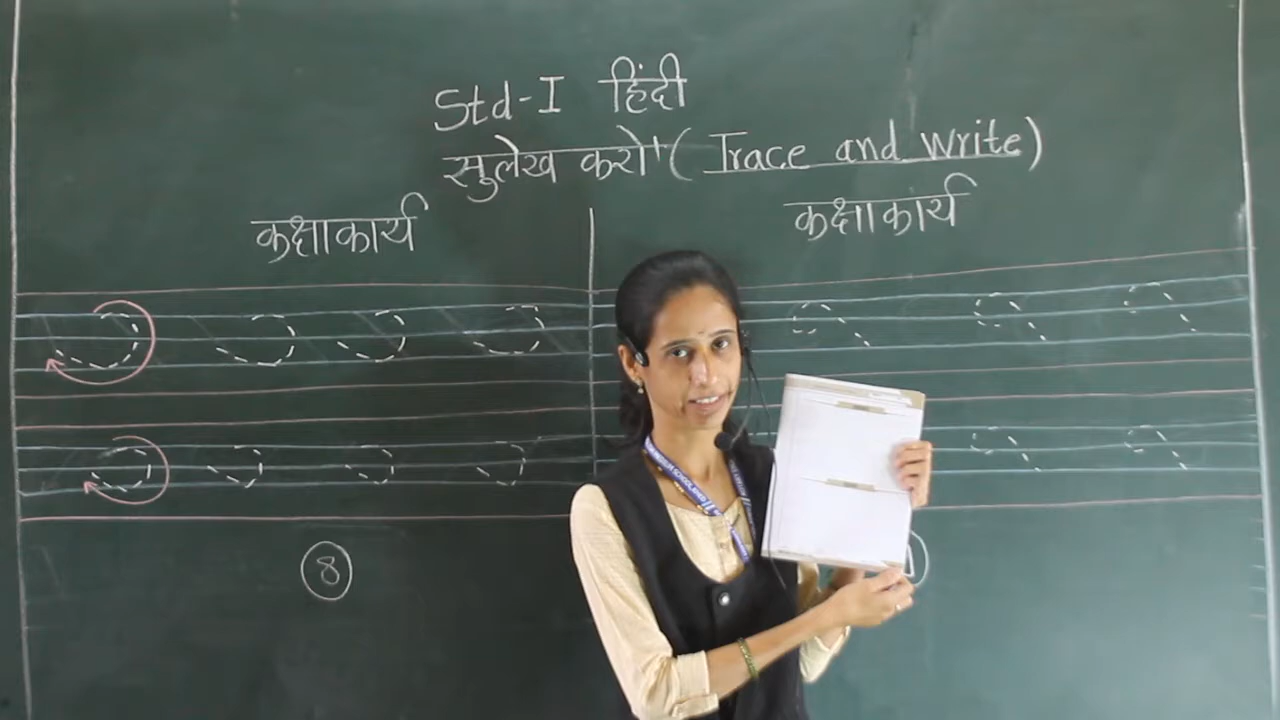 Std-I हिंदी
सुलेख करो। (Trace and write)
कक्षाकार्य
कक्षाकार्य
8